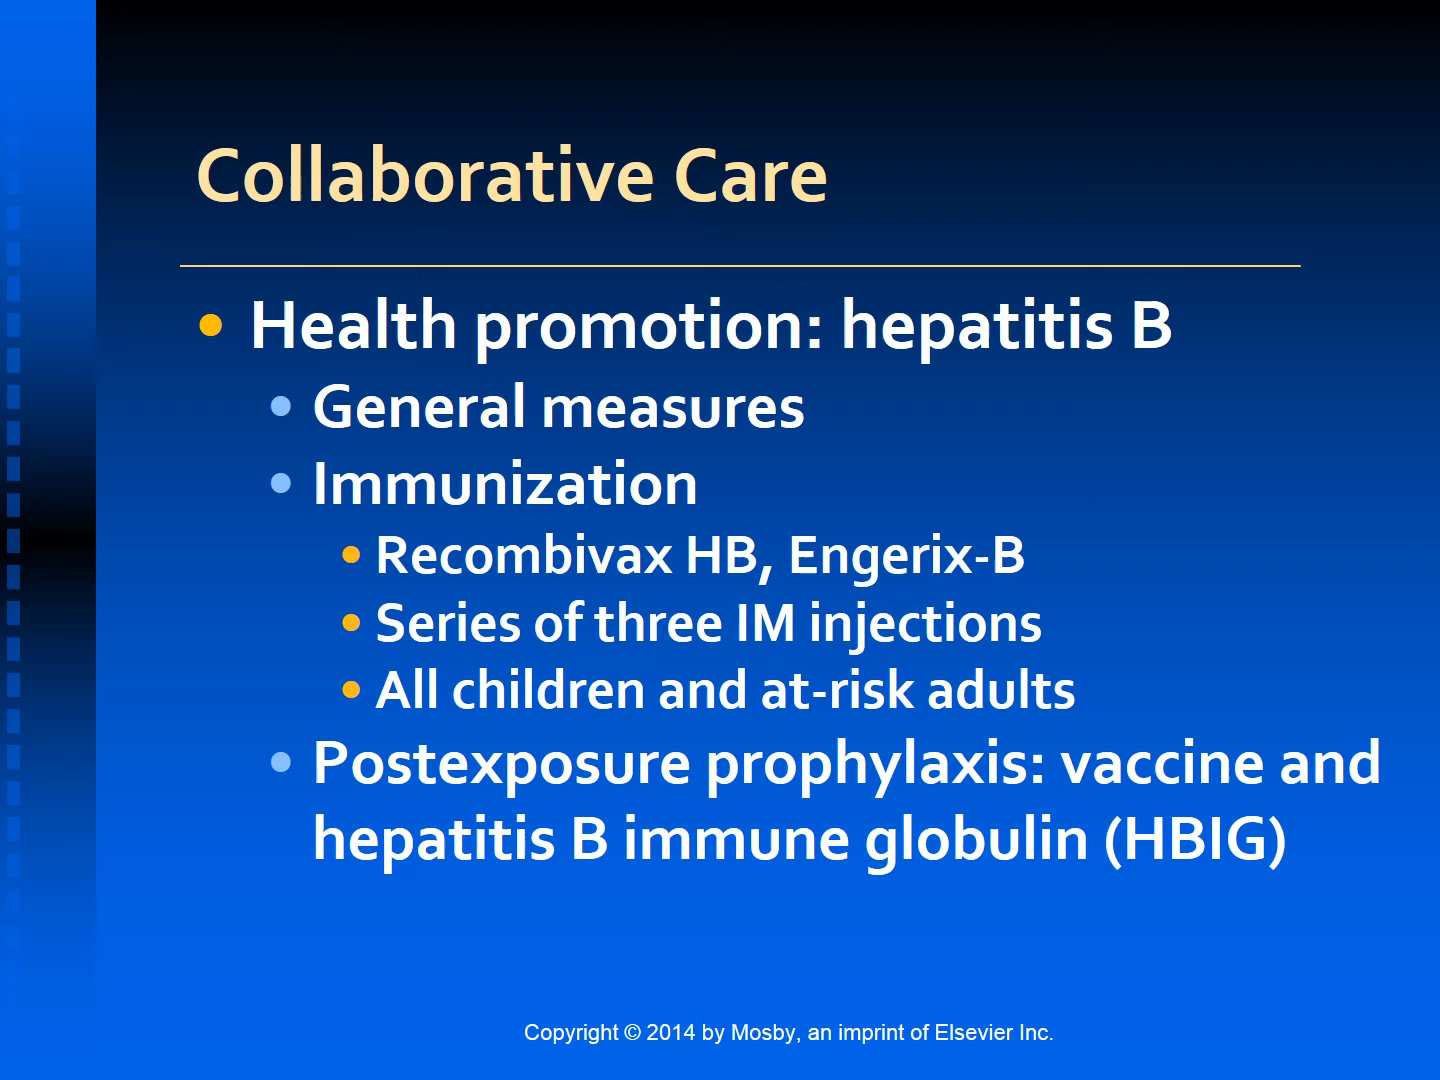 Collaborative Care
• Health promotion: hepatitis B
• General measures
• Immunization
• Recombivax HB, Engerix-B
• Series of three IM injections
• All children and at-risk adults
• Postexposure prophylaxis: vaccine and
hepatitis B immune globulin (HBIG)
Copyright © 2014 by Mosby, an imprint of Elsevier Inc.